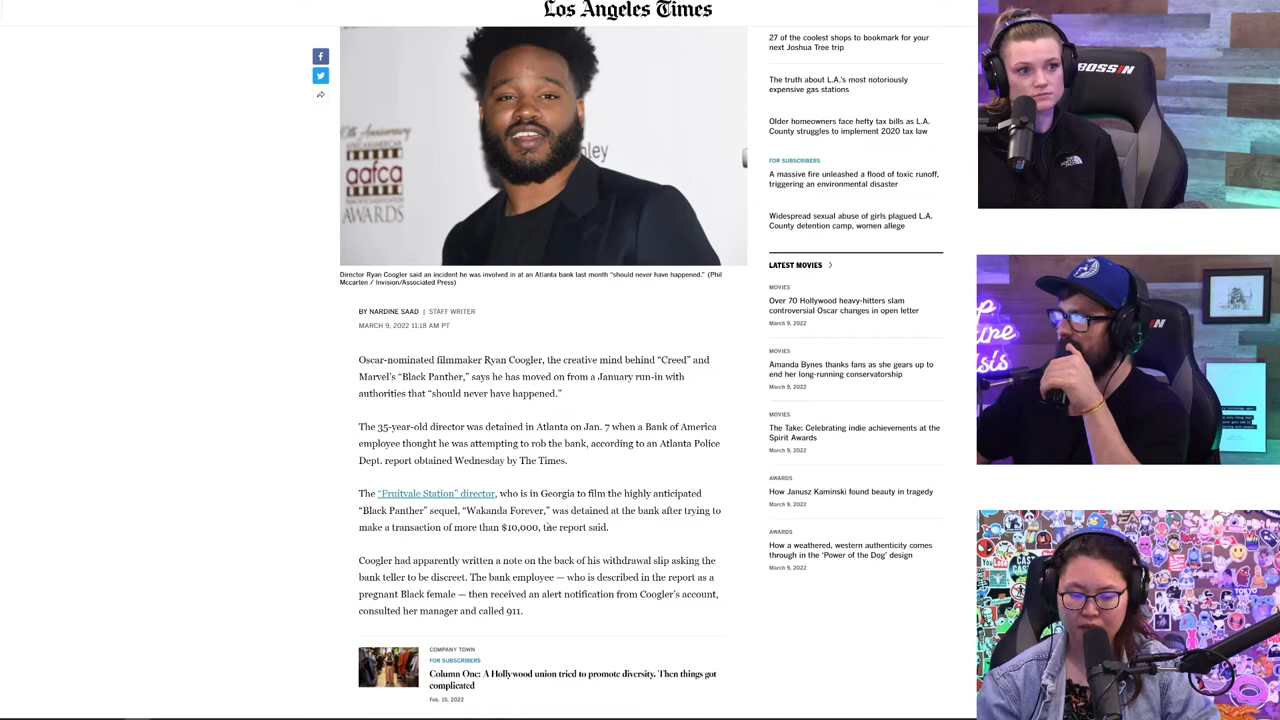 Los Angeles Times
aafca
AWARDS
Director Ryan Coogler said an incident he was involved in at an Atlanta bank last month “should never have happened.” (Phil
Mccarten / Invision/Associated Press)
BY NARDINE SAAD | STAFF WRITER
MARCH 9, 2022 11:18 AM PT
Oscar-nominated filmmaker Ryan Coogler, the creative mind behind “Creed” and
Marvel’s “Black Panther,” says he has moved on from a January run-in with
authorities that “should never have happened.”
The 35-year-old director was detained in Atlanta on Jan. 7 when a Bank of America
employee thought he was attempting to rob the bank, according to an Atlanta Police
Dept. report obtained Wednesday by The Times.
The “Fruitvale Station” director, who is in Georgia to film the highly anticipated
“Black Panther” sequel, “Wakanda Forever,” was detained at the bank after trying to
make a transaction of more than $10,000, the report said.
Coogler had apparently written a note on the back of his withdrawal slip asking the
bank teller to be discreet. The bank employee — who is described in the report as a
pregnant Black female — then received an alert notification from Coogler’s account,
consulted her manager and called 911.
COMPANY TOWN
FOR SUBSCRIBERS
Column One: A Hollywood union tried to promote diversity. Then things got
complicated
Feb. 15, 2022
27 of the coolest shops to bookmark for your
next Joshua Tree trip
The truth about L.A.’s most notoriously
expensive gas stations
Older homeowners face hefty tax bills as L.A.
County struggles to implement 2020 tax law
FOR SUBSCRIBERS
A massive fire unleashed a flood of toxic runoff,
triggering an environmental disaster
Widespread sexual abuse of girls plagued L.A.
County detention camp, women allege
LATEST MOVIES
MOVIES
Over 70 Hollywood heavy-hitters slam
controversial Oscar changes in open letter
March 9, 2022
MOVIES
Amanda Bynes thanks fans as she gears up to
end her long-running conservatorship
March 9, 2022
MOVIES
The Take: Celebrating indie achievements at the
Spirit Awards
March 9, 2022
AWARDS
How Janusz Kaminski found beauty in tragedy
March 9, 2022
AWARDS
How a weathered, western authenticity comes
through in the ‘Power of the Dog’ design
March 9, 2022
BOSSIN
TOKYO